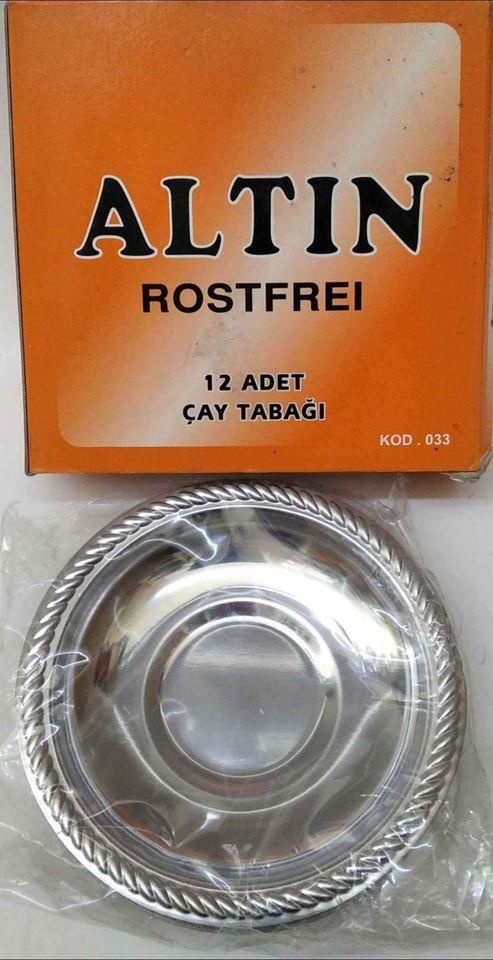 ALTIN
ROSTFREI
12 ADET
ÇAY TABAĞI
KOD . 033